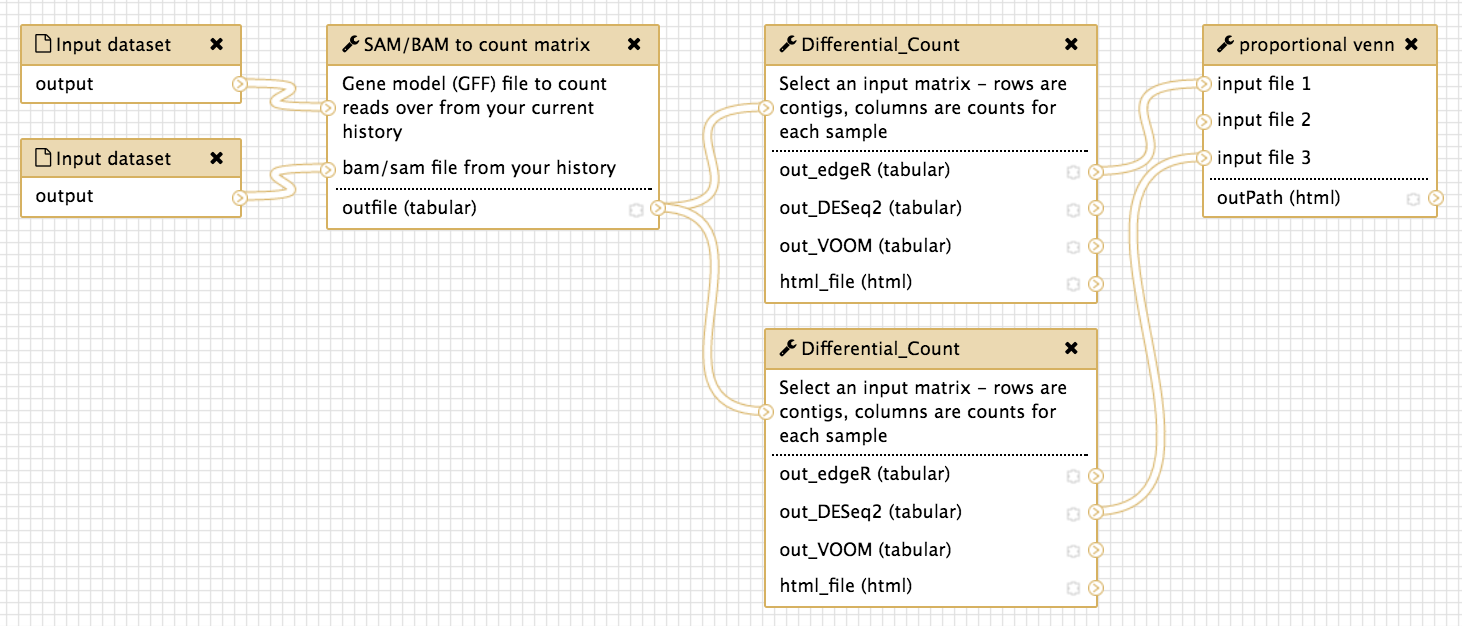 Input dataset
output
Input dataset
output
SAM/BAM to count matrix
Gene model (GFF) file to count
reads over from your current
history
bam/sam file from your history
outfile (tabular)
Differential_Count
Select an input matrix – rows are
contigs, columns are counts for
each sample
out_edgeR (tabular)
out_DESeq2 (tabular)
out_VOOM (tabular)
html_file (html)
Differential_Count
Select an input matrix – rows are
contigs, columns are counts for
each sample
out_edgeR (tabular)
out_DESeq2 (tabular)
out_VOOM (tabular)
html_file (html)
proportional venn
input file 1
input file 2
input file 3
outPath (html)